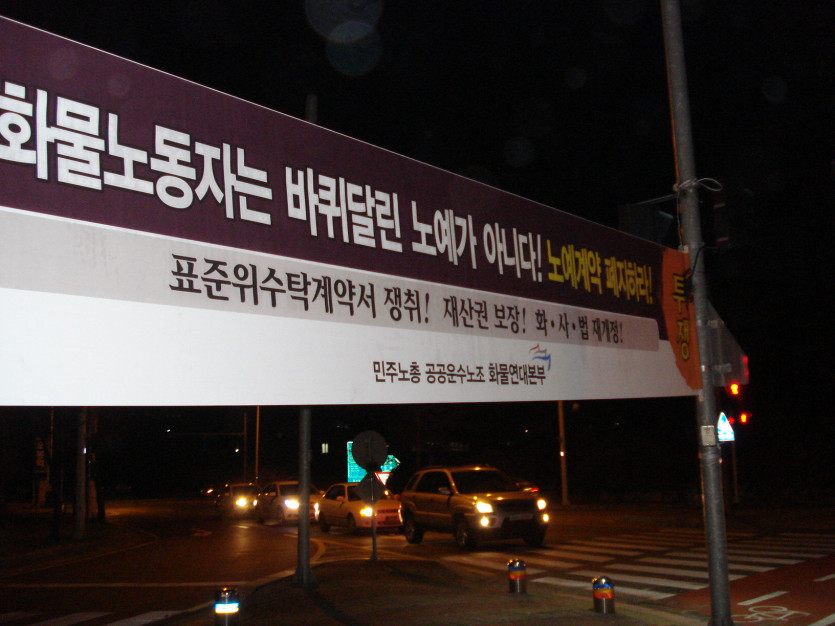 화물노동자는 바퀴달린 노예가 아니다! 노예계약 폐지하라!
투쟁
표준위수탁계약서 쟁취! 재산권 보장! 화·사·법 재개정!
민주노총 공공운수노조 화물연대본부